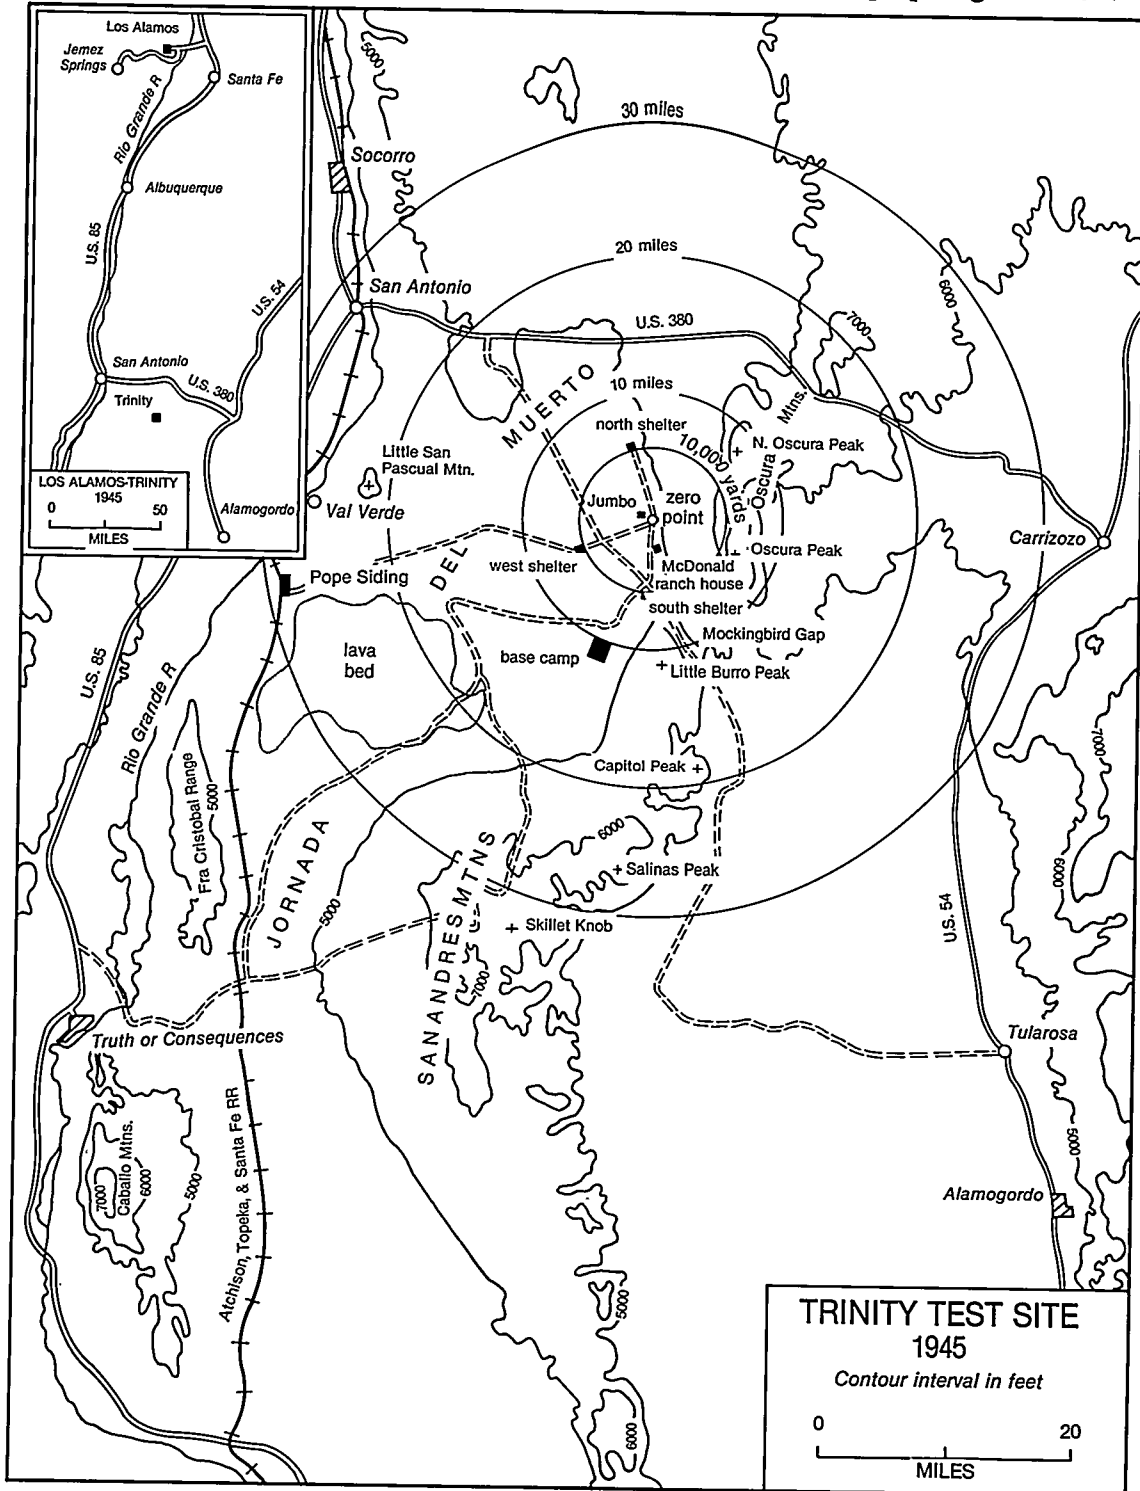 Los Alamos
Jemez
Springs
Santa Fe
Rio Grande R
Albuquerque
U.S. 85
U.S. 54
San Antonio
U.S. 380
Trinity
Alamogordo
LOS ALAMOS-TRINITY
1945
0 50
MILES
5000
30 miles
Socorro
20 miles
San Antonio
U.S. 380
6000
7000
10 miles
MUERTO
north shelter
Mtns.
10,000 yards
N. Oscura Peak
Oscura
Little San
Pascual Mtn.
Val Verde
Jumbo
zero
point
Carrizozo
Oscura Peak
west shelter
McDonald
ranch house
DEL
Pope Siding
south shelter
Mockingbird Gap
lava
bed
base camp
Little Burro Peak
U.S. 85
Rio Grande R
7000
Capitol Peak
Fra Cristobal Range
5000
JORNADA
6000
Salinas Peak
6000
5000
SAN ANDRES MTNS
Skillet Knob
U.S. 54
7000
Truth or Consequences
Tularosa
Atchison, Topeka, & Santa Fe RR
Caballo Mtns.
7000
6000
5000
5000
Alamogordo
5000
6000
TRINITY TEST SITE
1945
Contour interval in feet
0 20
MILES